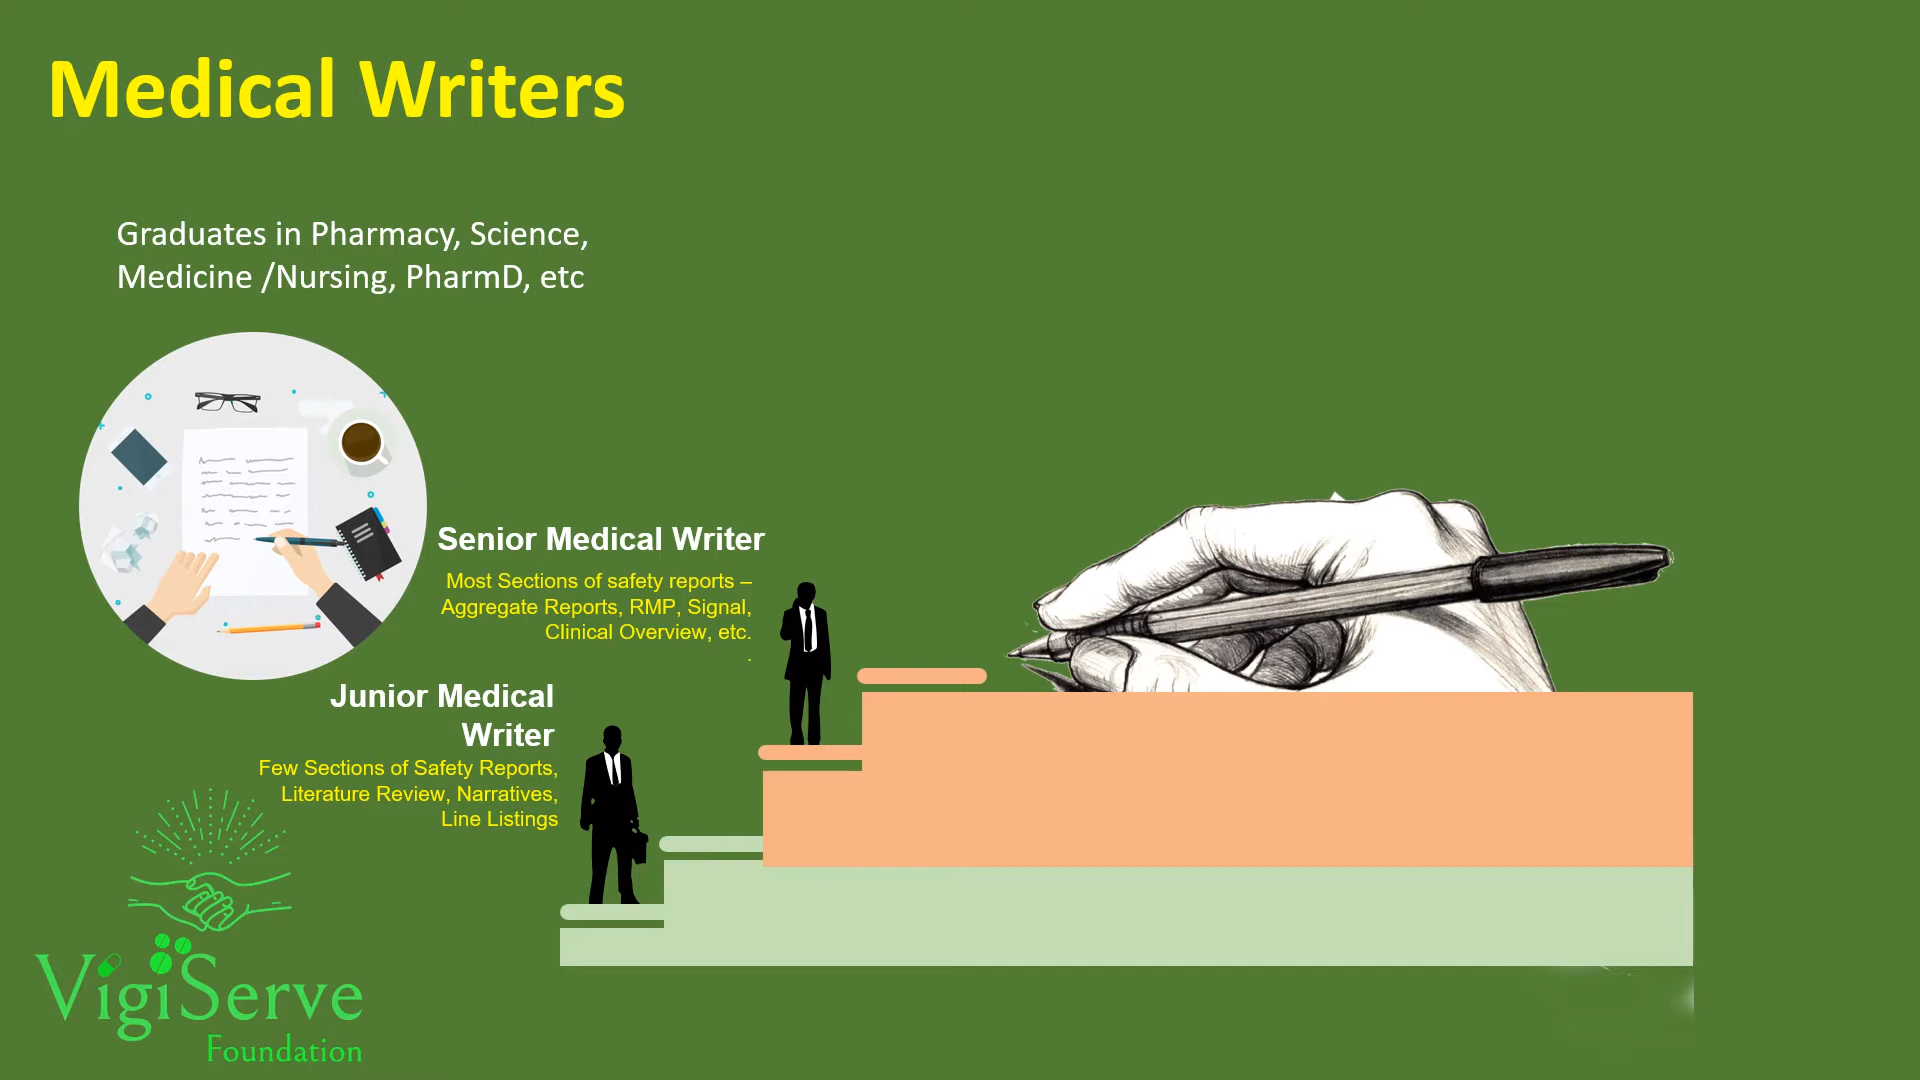 Medical Writers
Graduates in Pharmacy, Science,
Medicine /Nursing, PharmD, etc
Senior Medical Writer
Most Sections of safety reports –
Aggregate Reports, RMP, Signal,
Clinical Overview, etc.
.
Junior Medical
Writer
Few Sections of Safety Reports,
Literature Review, Narratives,
Line Listings
VigiServe
Foundation